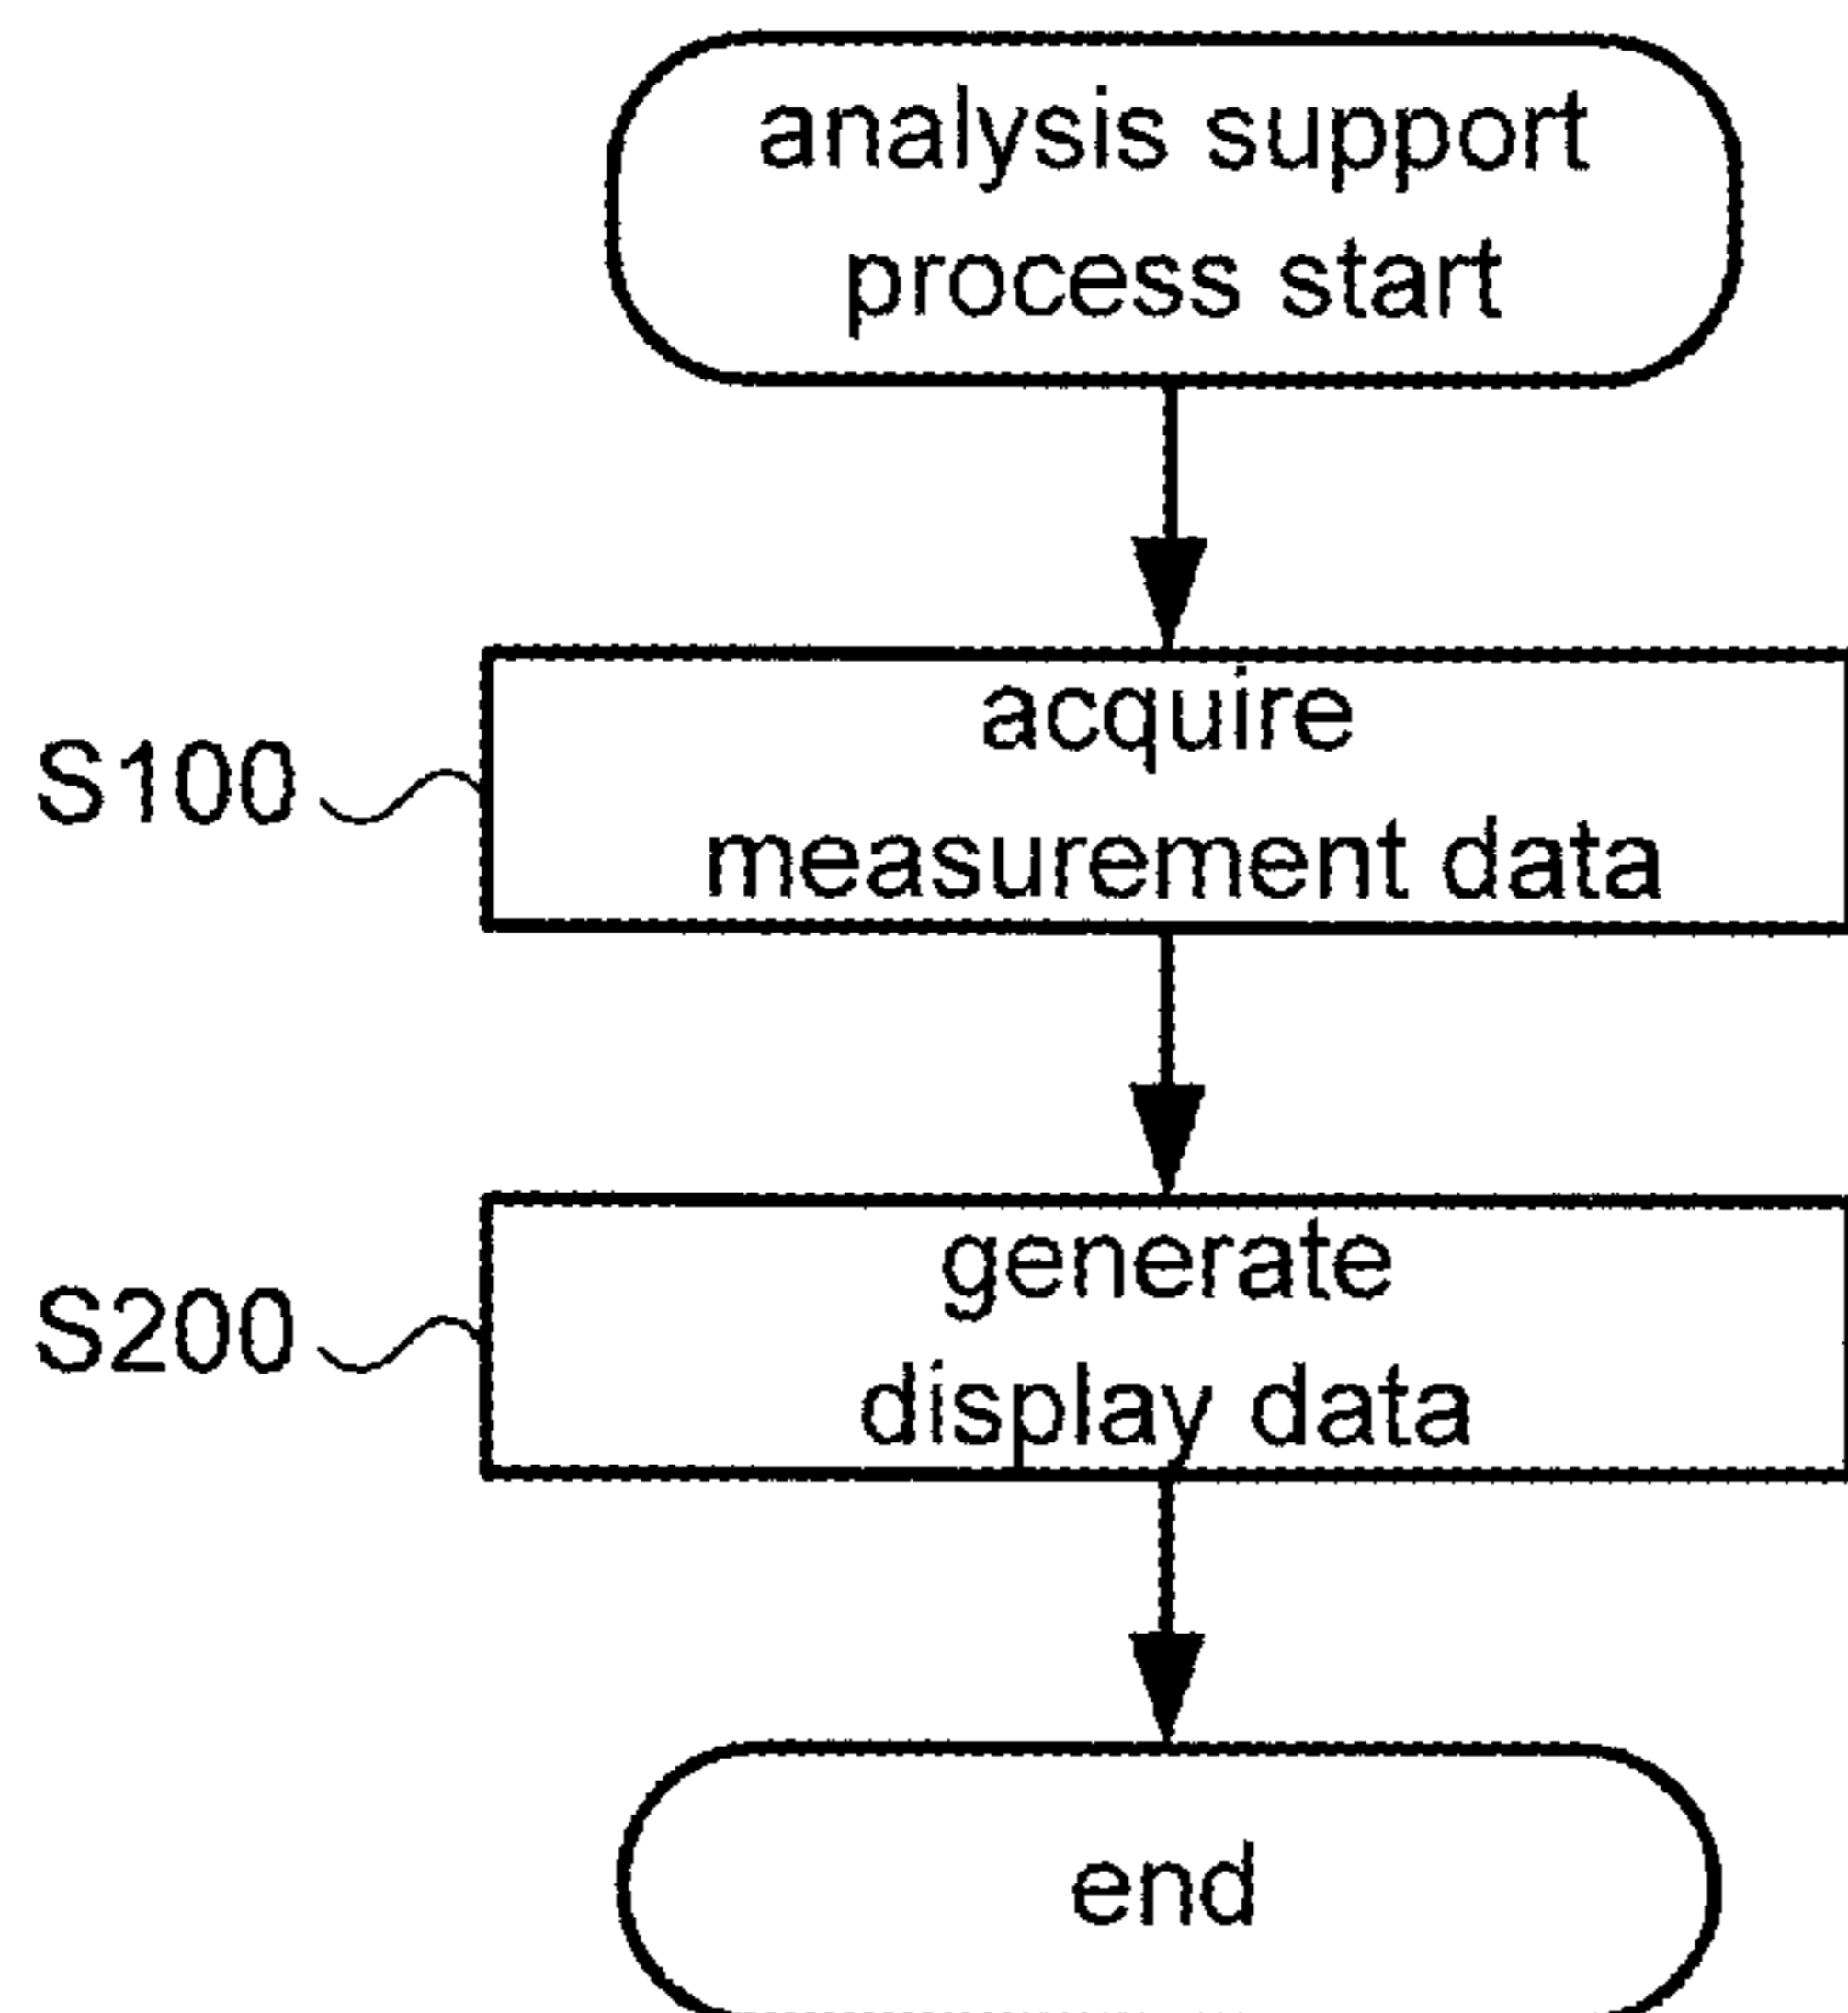 analysis support
process start
S100
acquire
measurement data
S200
generate
display data
end